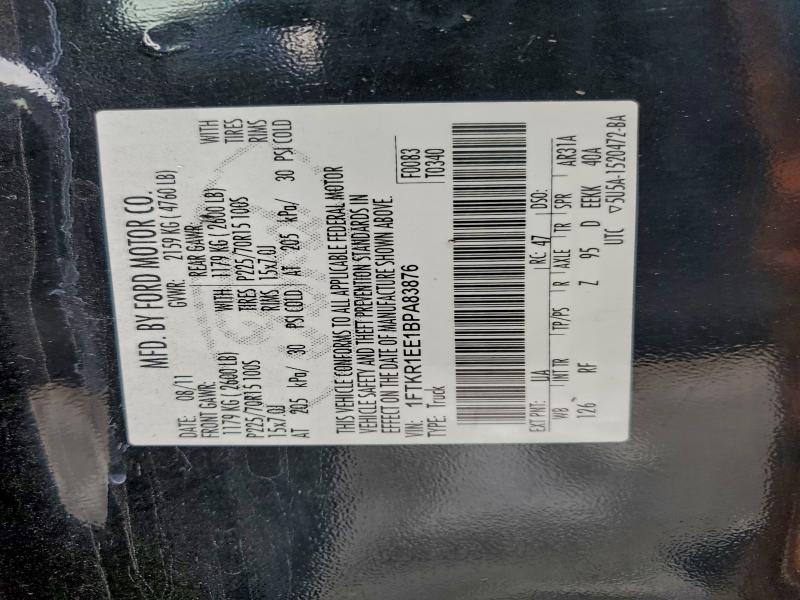 MFD. BY FORD MOTOR CO.
DATE: 08/11 GVWR: 2159 KG (4760 LB)
FRONT GAWR: REAR GAWR: WITH
1179 KG (2600LB) WITH 1179 KG (2600 LB) TIRES
P225/70R15 100S TIRES P225/70R15 100S RIMS
15x7.0J RIMS 15x7.0J
AT 205 kPa/ 30 PSI COLD AT 205 kPa/ 30 PSI COLD
THIS VEHICLE CONFORMS TO ALL APPLICABLE FEDERAL MOTOR
VEHICLE SAFETY AND THEFT PREVENTION STANDARDS IN
EFFECT ON THE DATE OF MANUFACTURE SHOWN ABOVE.
VIN: 1FTKR1EE1BPA83876 F0083
TYPE: Truck T0340
EXT PNT: UA RC: 47 DSO:
WB INT TR TP/PS R AXLE TR SPR AR31A
126 RF Z 95 D EEKK 40A
UTC ▽5U5A-1520472-BA